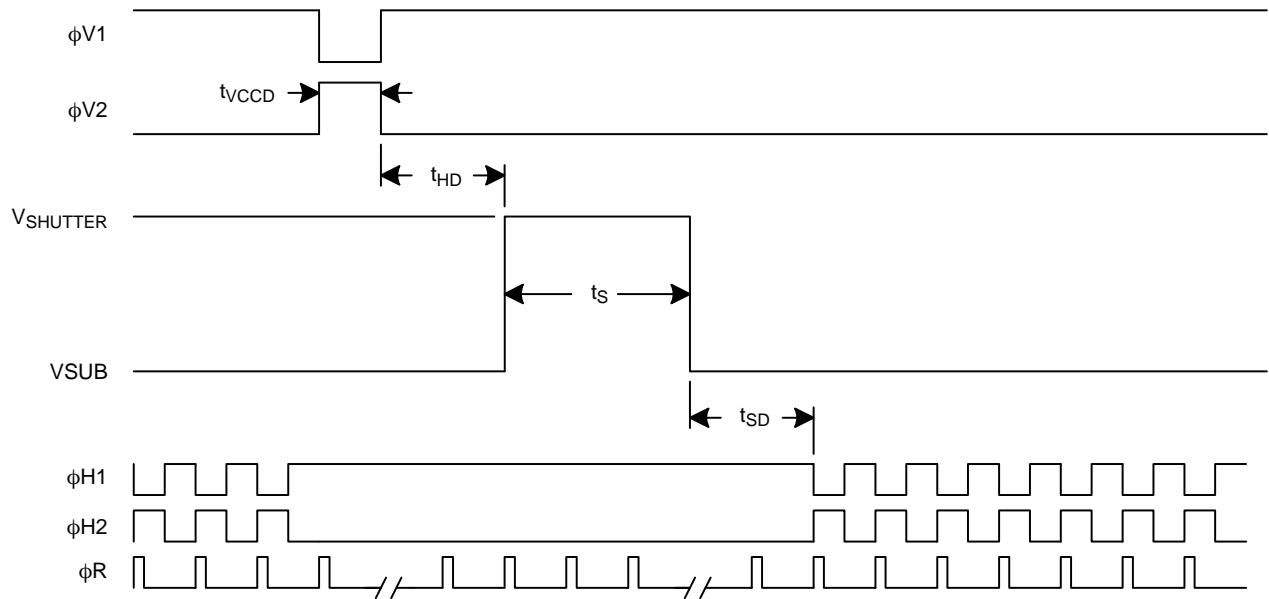 ϕV1
tVCCD
ϕV2
tHD
VSHUTTER
tS
VSUB
tSD
ϕH1
ϕH2
ϕR